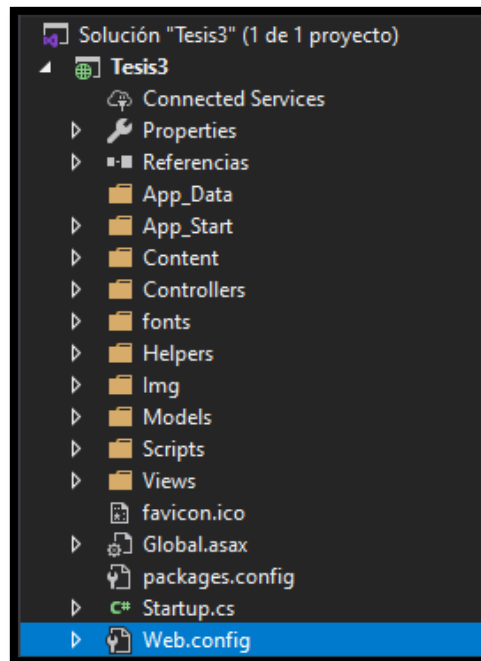 Solución "Tesis3" (1 de 1 proyecto)
Tesis3
Connected Services
Properties
Referencias
App_Data
App_Start
Content
Controllers
fonts
Helpers
Img
Models
Scripts
Views
favicon.ico
Global.asax
packages.config
C# Startup.cs
Web.config